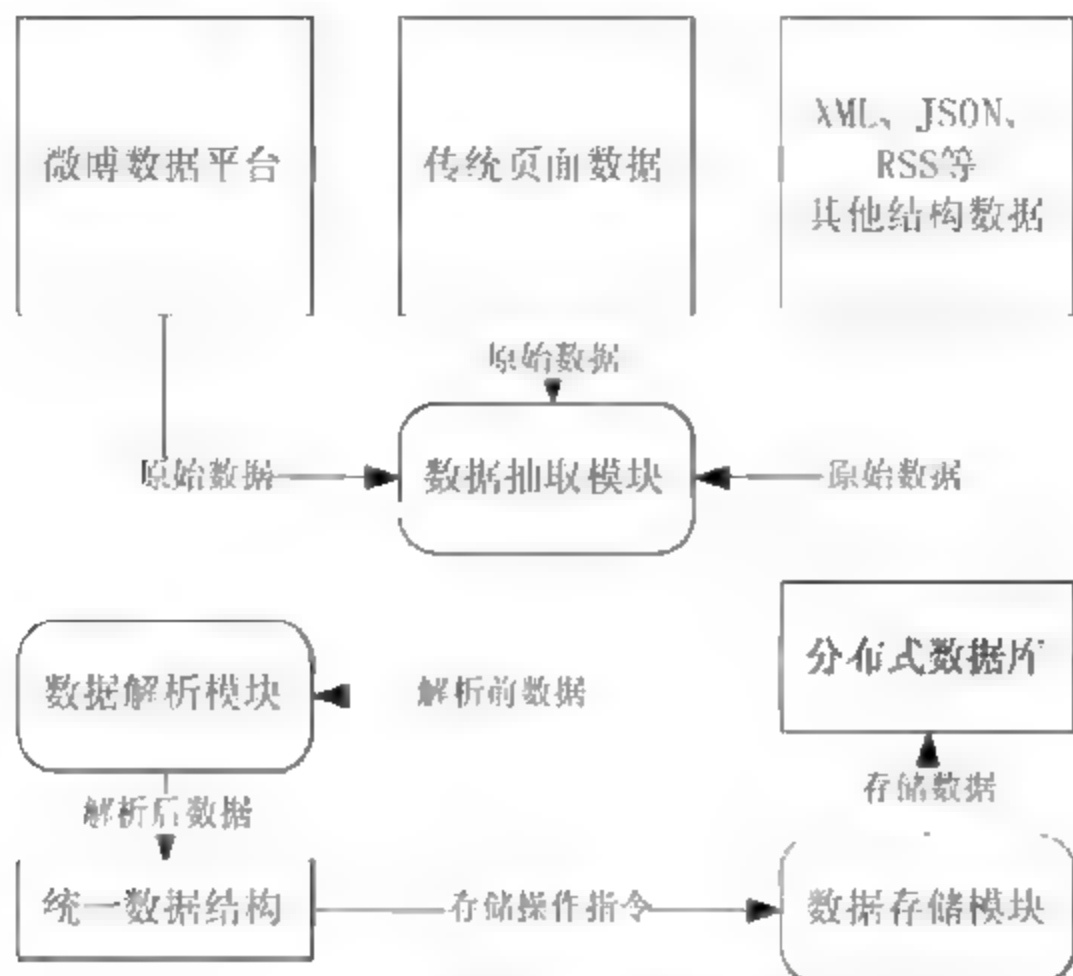 微博数据平台
传统页面数据
XML、JSON、
RSS等
其他结构数据
原始数据
原始数据
数据抽取模块
原始数据
分布式数据库
数据解析模块
解析前数据
存储数据
解析后数据
统一数据结构
存储操作指令
数据存储模块